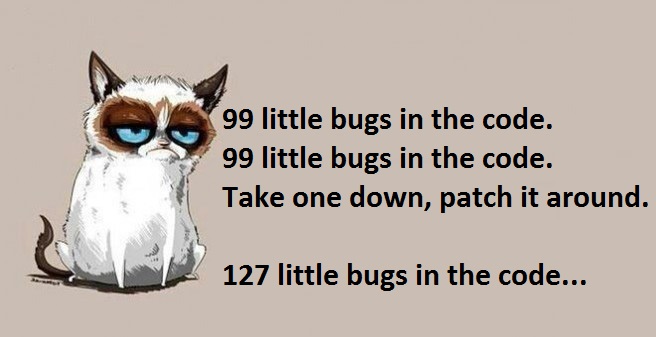 99 little bugs in the code.
99 little bugs in the code.
Take one down, patch it around.
127 little bugs in the code...